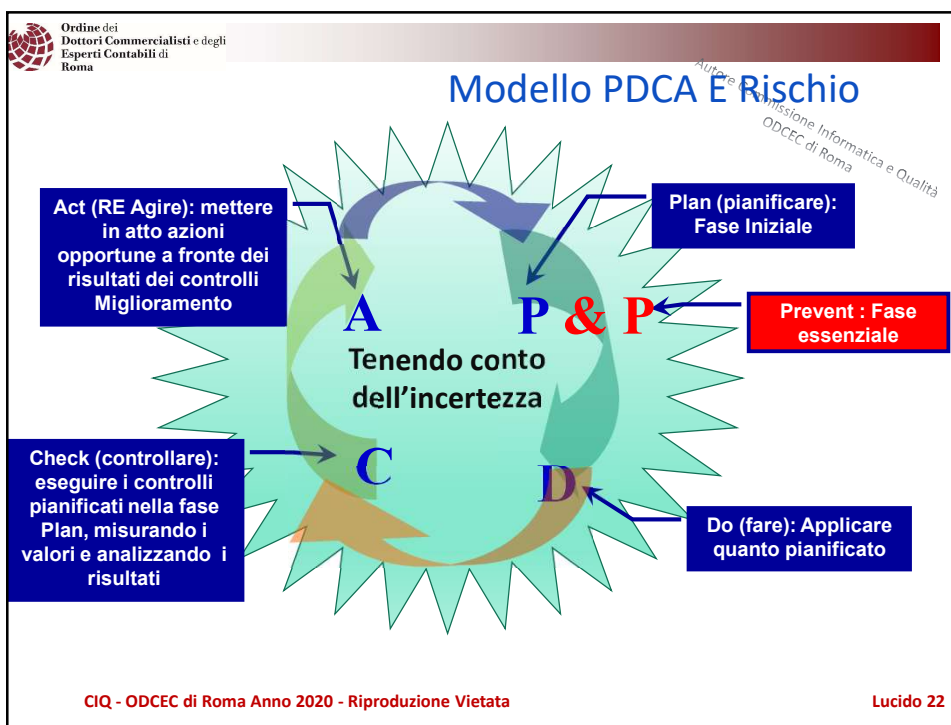 Ordine dei
Dottori Commercialisti e degli
Esperti Contabili di
Roma
Modello PDCA E Rischio
Autore Commissione Informatica e Qualità
ODCEC di Roma
Act (RE Agire): mettere
in atto azioni
opportune a fronte dei
risultati dei controlli
Miglioramento
Plan (pianificare):
Fase Iniziale
A
P & P
Prevent : Fase
essenziale
Tenendo conto
dell'incertezza
Check (controllare):
eseguire i controlli
pianificati nella fase
Plan, misurando i
valori e analizzando i
risultati
C
D
Do (fare): Applicare
quanto pianificato
CIQ - ODCEC di Roma Anno 2020 - Riproduzione Vietata
Lucido 22